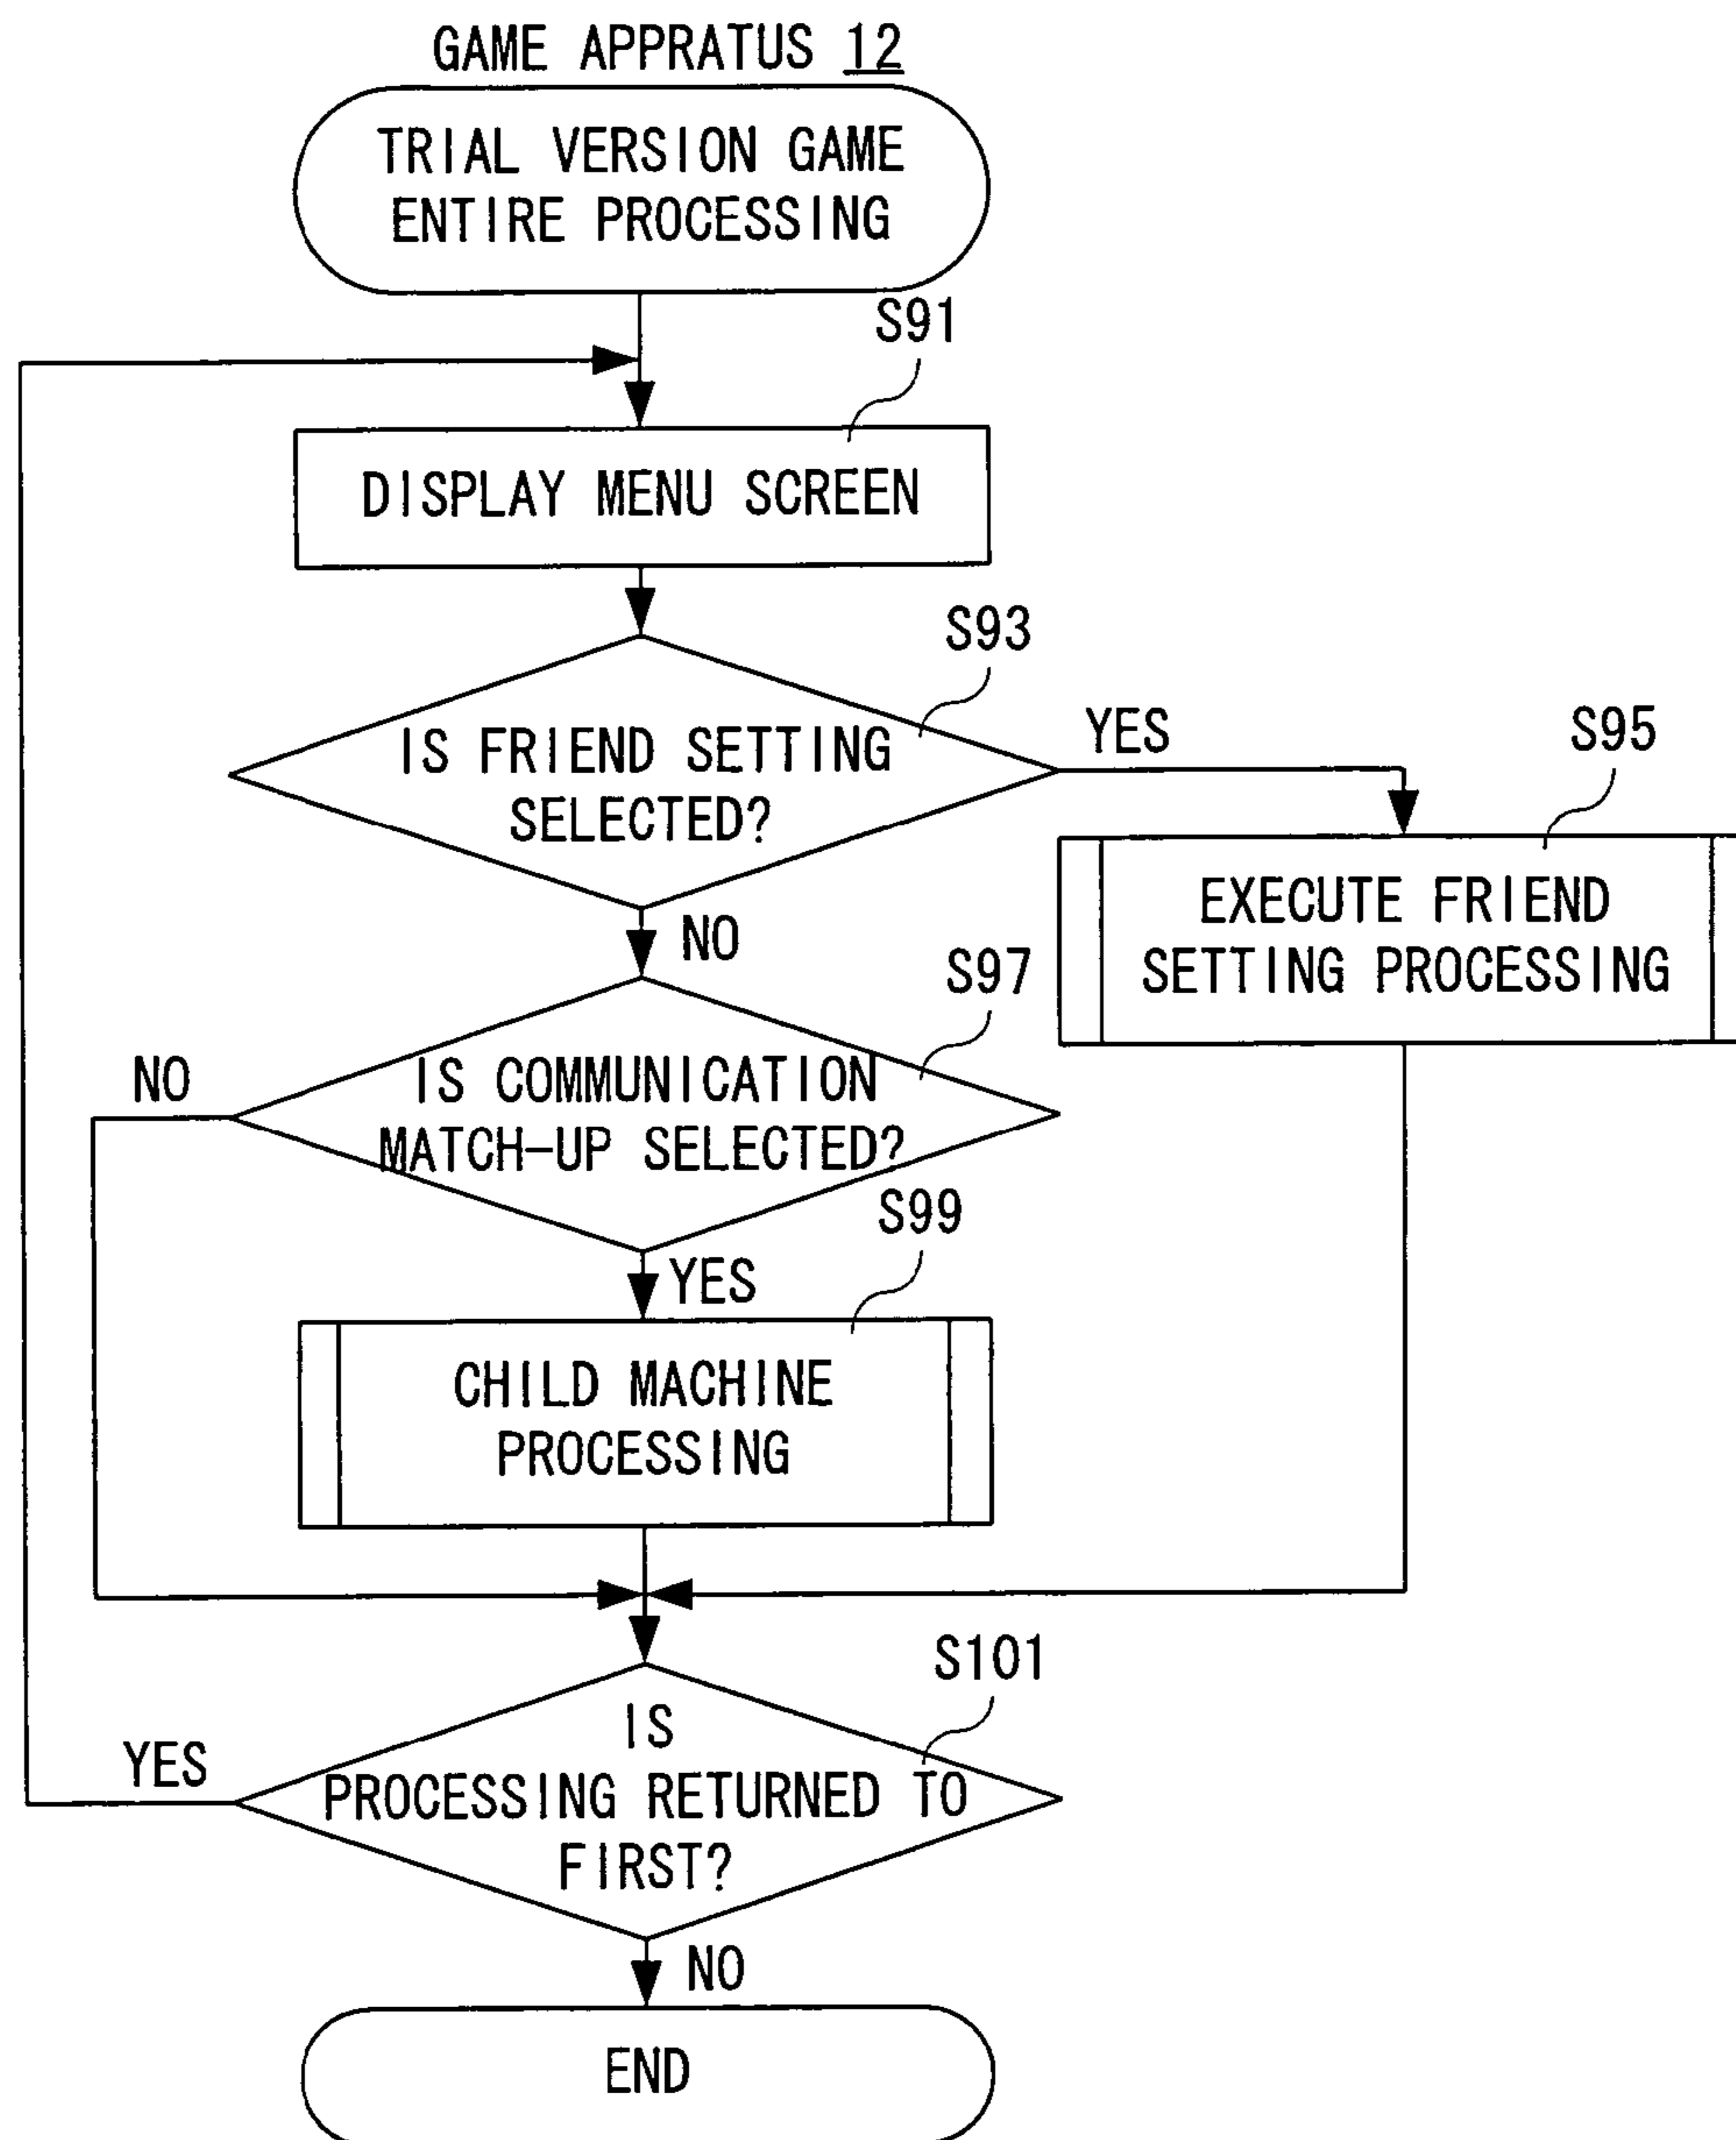 GAME APPRATUS 12
TRIAL VERSION GAME
ENTIRE PROCESSING
S91
DISPLAY MENU SCREEN
S93
IS FRIEND SETTING
SELECTED?
YES
S95
EXECUTE FRIEND
SETTING PROCESSING
NO
S97
IS COMMUNICATION
MATCH-UP SELECTED?
NO
YES
S99
CHILD MACHINE
PROCESSING
S101
IS
PROCESSING RETURNED TO
FIRST?
YES
NO
END